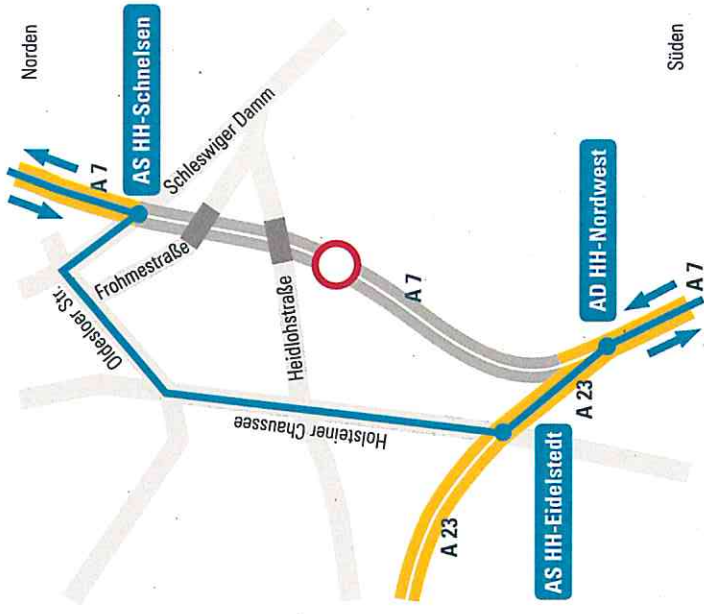 Norden
A 7
AS HH-Schnelsen
Schleswiger Damm
Oldesloer Str.
Frohmestraße
Heidlohstraße
Holsteiner Chaussee
A 7
A 23
A 23
AS HH-Eidelstedt
AD HH-Nordwest
A 7
Süden